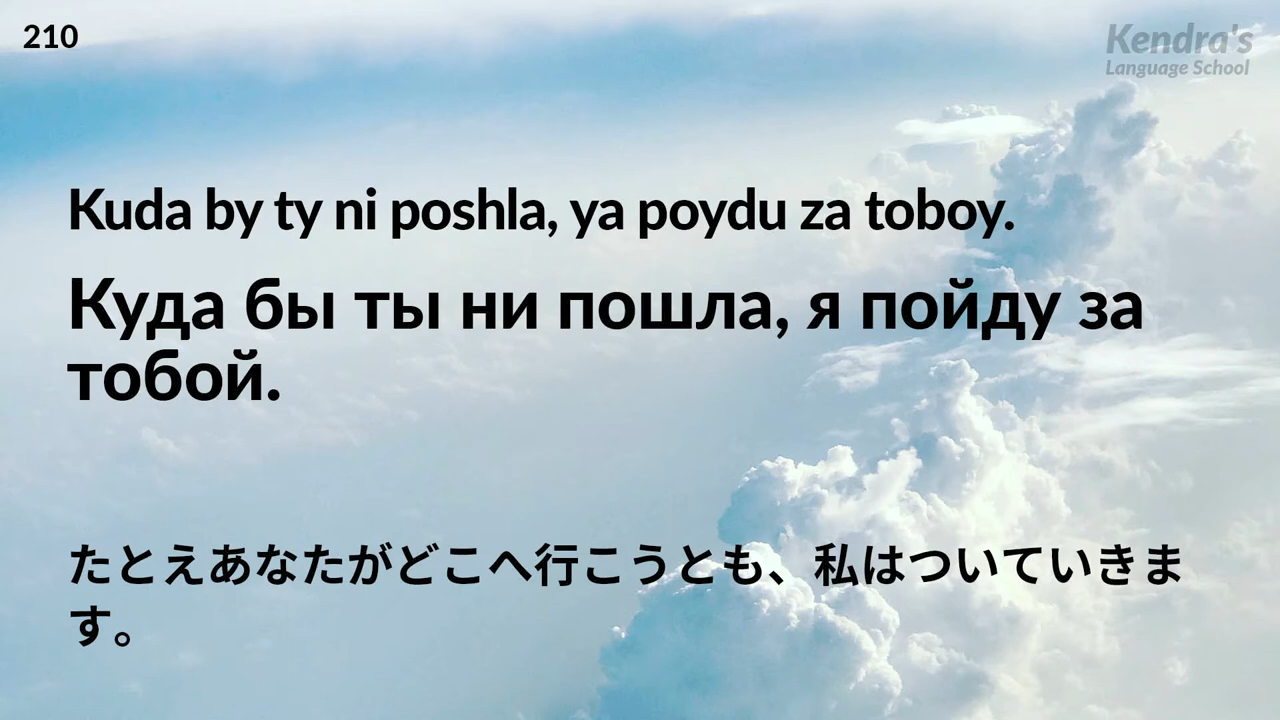 210
Kendra's
Language School
Kuda by ty ni poshla, ya poydu za toboy.
Куда бы ты ни пошла, я пойду за
тобой.
たとえあなたがどこへ行こうとも、私はついていきま
す。